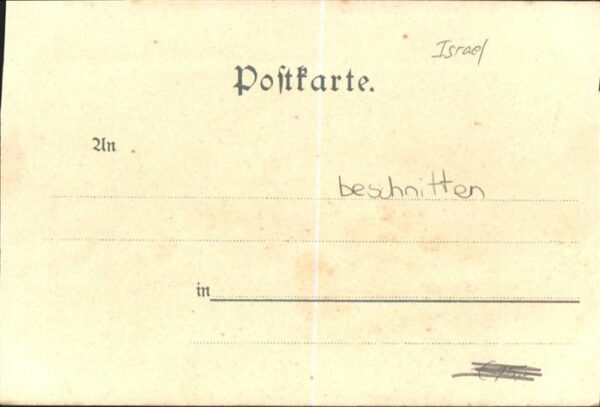 Israel
Poſtkarte.
An
beschnitten
in